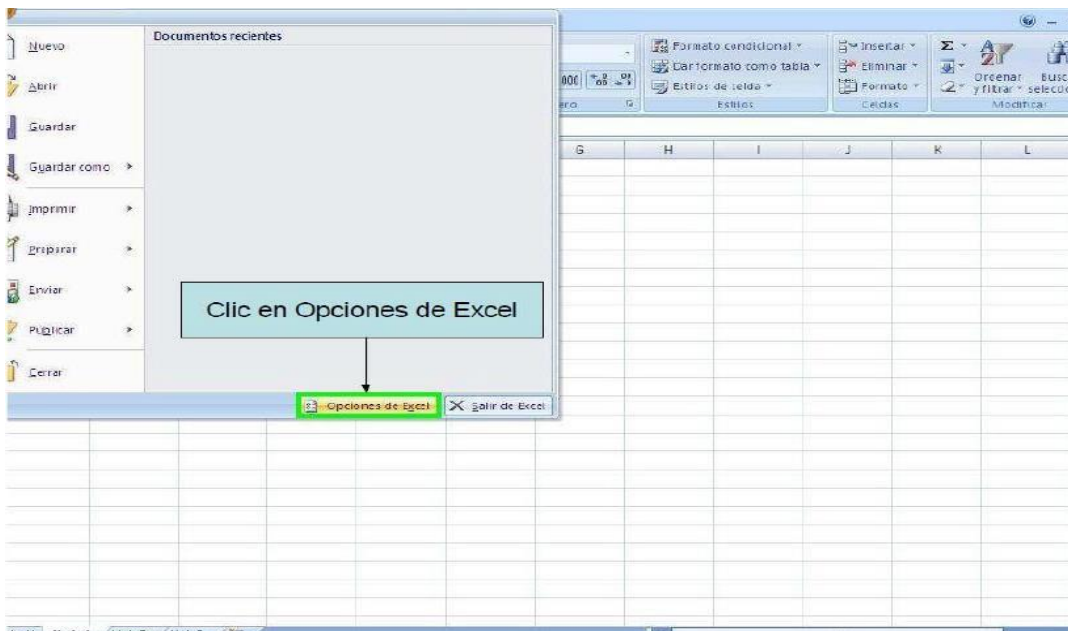 Nuevo
Documentos recientes
Abrir
Guardar
Guardar como
Imprimir
Preparar
Enviar
Publicar
Cerrar
Clic en Opciones de Excel
Opciones de Excel
Salir de Excel
000
Formato condicional
Dar formato como tabla
Estilos de celda
Estilos
Insertar
Eliminar
Formato
Celdas
Σ
Ordenar
y filtrar
Modificar
G H I J K L